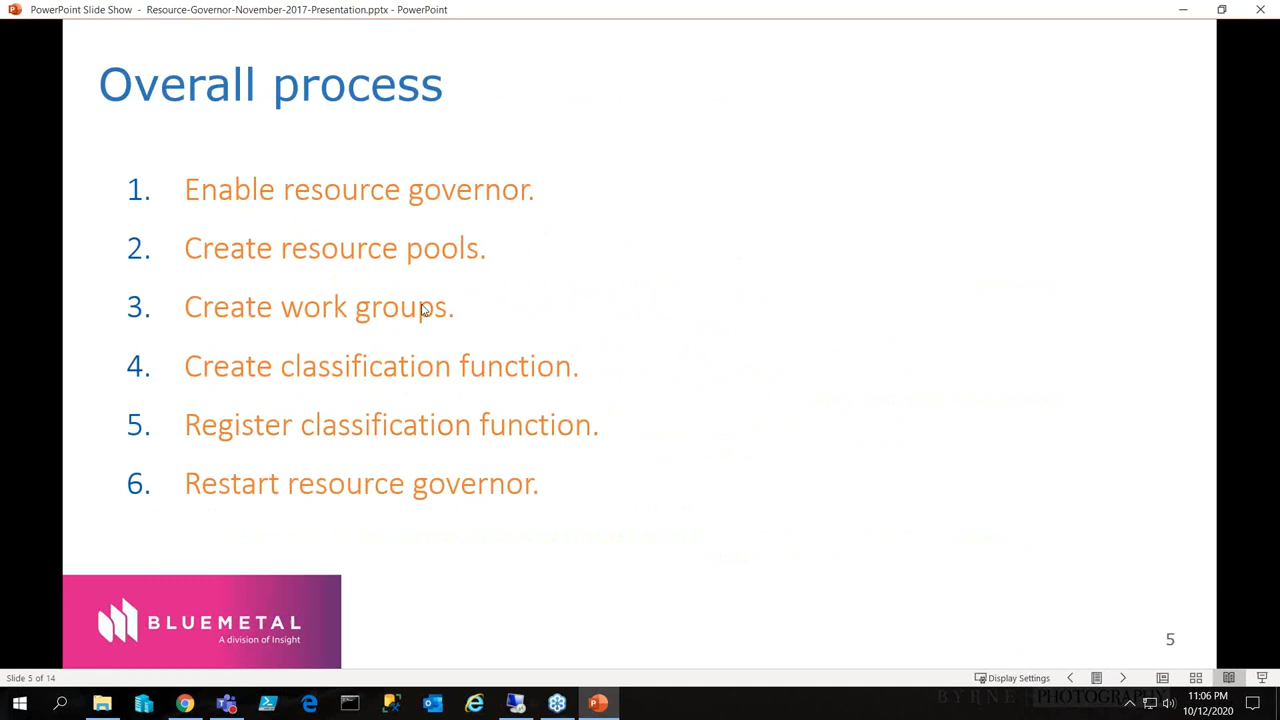 PowerPoint Slide Show - Resource-Governor-November-2017-Presentation.pptx - PowerPoint
Overall process
1. Enable resource governor.
2. Create resource pools.
3. Create work groups.
4. Create classification function.
5. Register classification function.
6. Restart resource governor.
BLUEMETAL
A division of Insight
5
Slide 5 of 14
Display Settings
BYRNE PHOTOGRAPHY
11:06 PM
10/12/2020